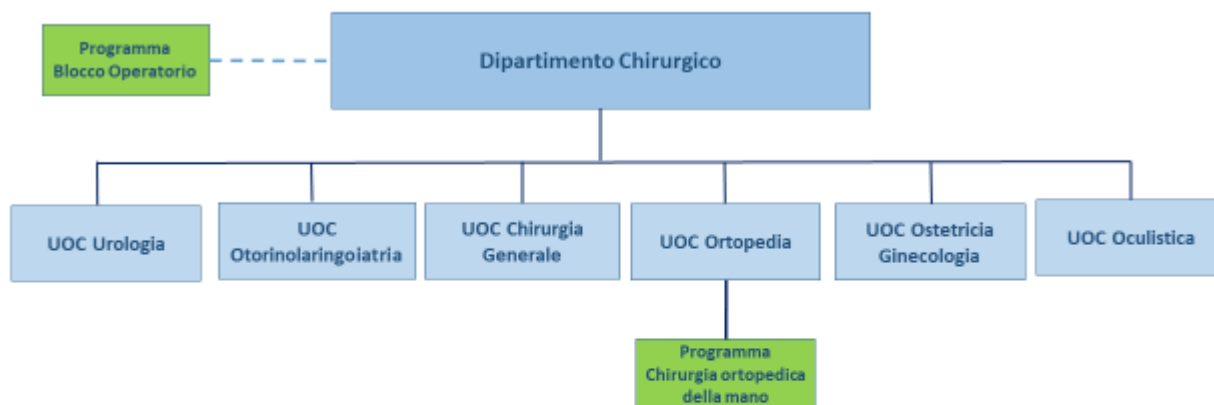 Programma
Blocco Operatorio
Dipartimento Chirurgico
UOC Urologia
UOC
Otorinolaringoiatria
UOC Chirurgia
Generale
UOC Ortopedia
UOC Ostetricia
Ginecologia
UOC Oculistica
Programma
Chirurgia ortopedica
della mano